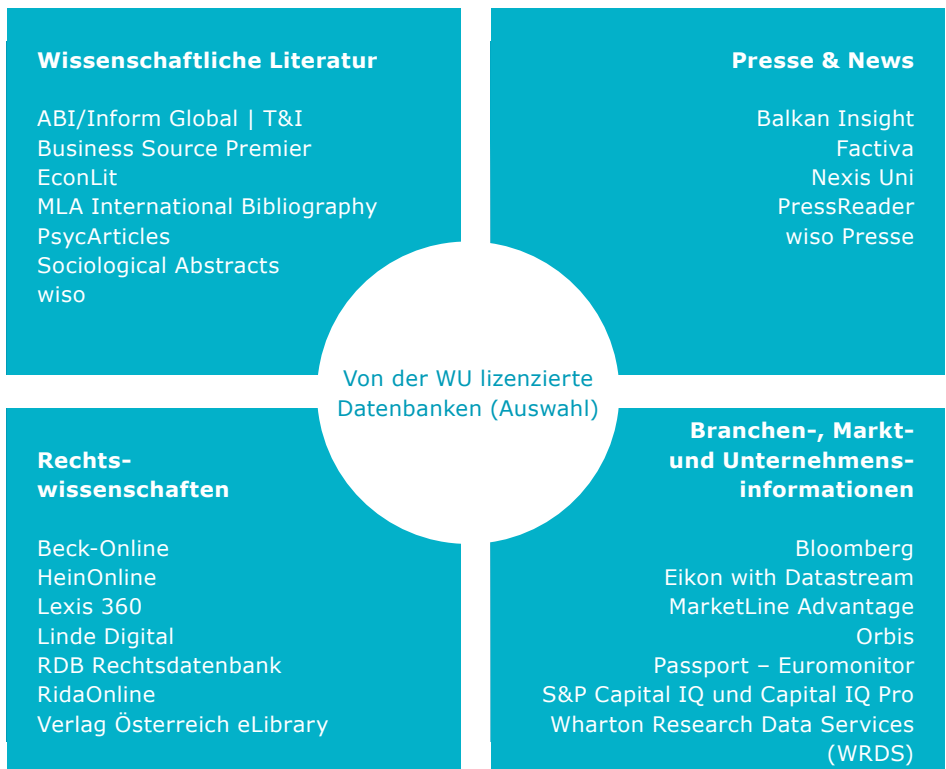 Wissenschaftliche Literatur
ABI/Inform Global | T&I
Business Source Premier
EconLit
MLA International Bibliography
PsycArticles
Sociological Abstracts
wiso
Presse & News
Balkan Insight
Factiva
Nexis Uni
PressReader
wiso Presse
Von der WU lizenzierte
Datenbanken (Auswahl)
Rechts-
wissenschaften
Beck-Online
HeinOnline
Lexis 360
Linde Digital
RDB Rechtsdatenbank
RidaOnline
Verlag Österreich eLibrary
Branchen-, Markt-
und Unternehmens-
informationen
Bloomberg
Eikon with Datastream
MarketLine Advantage
Orbis
Passport – Euromonitor
S&P Capital IQ und Capital IQ Pro
Wharton Research Data Services
(WRDS)